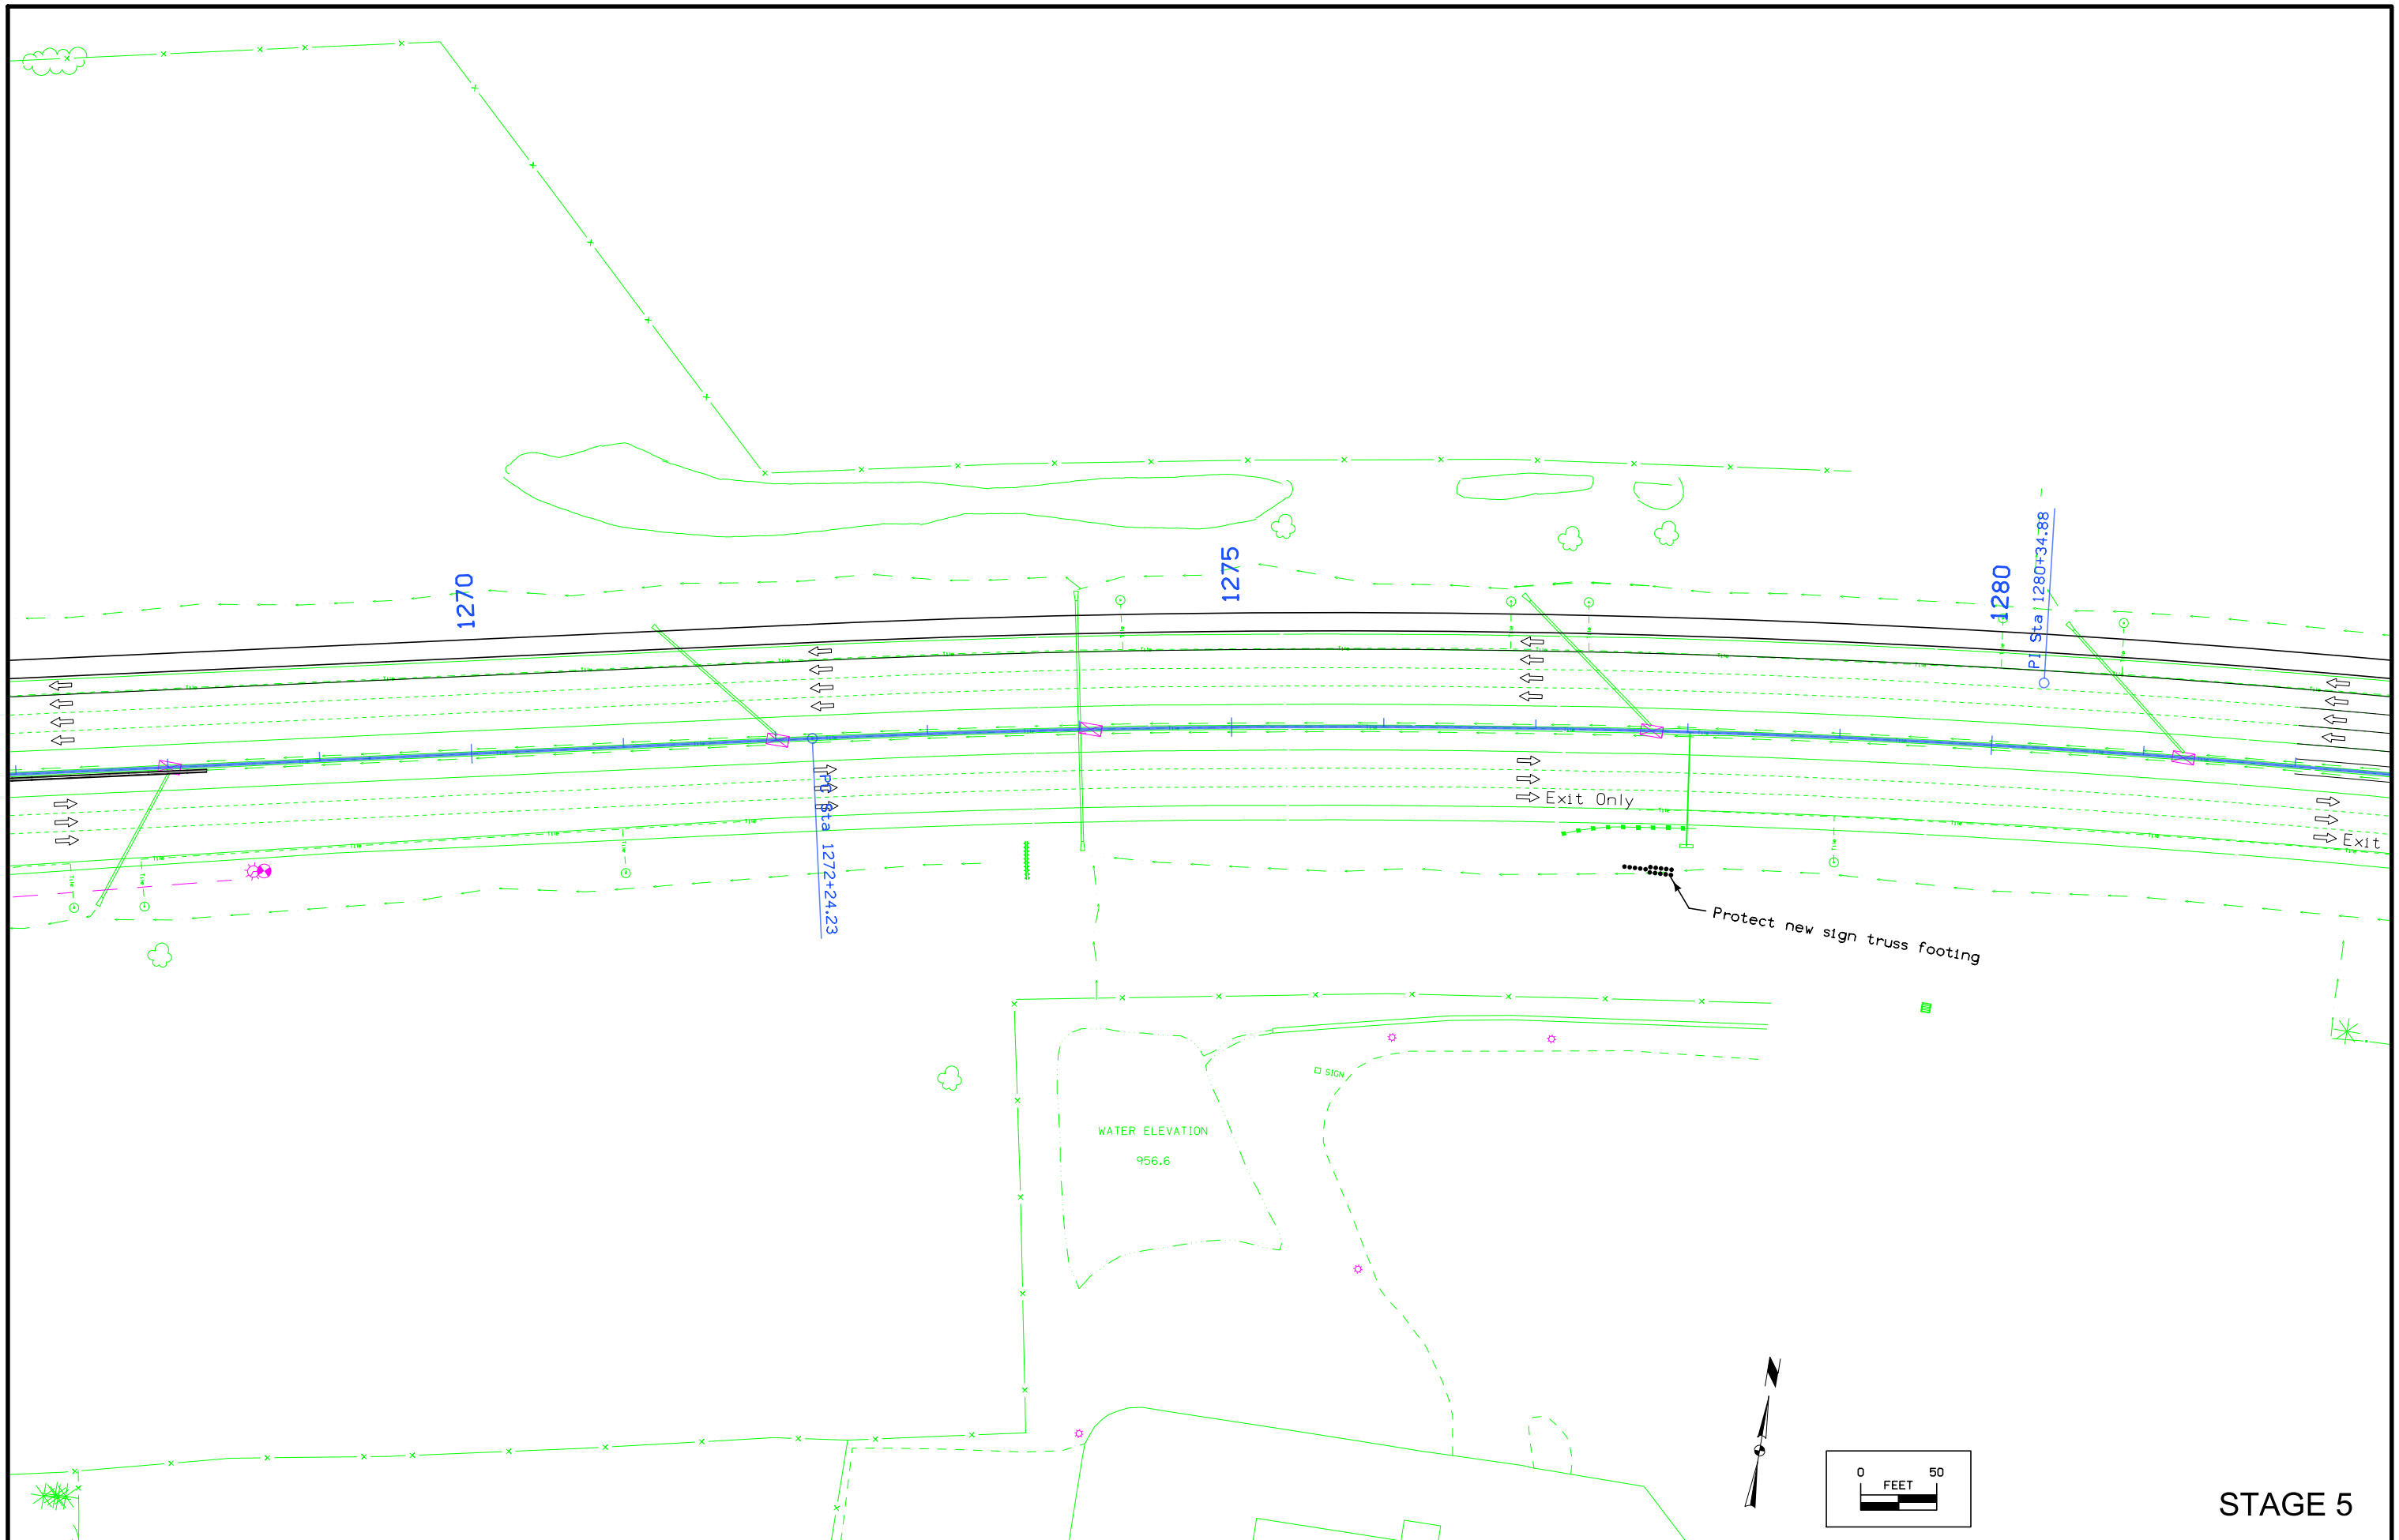 1270
1275
1280
PI Sta 1280+34.88
PC Sta 1272+24.23
Exit Only
Exit
Protect new sign truss footing
SIGN
WATER ELEVATION
956.6
N
0 50
FEET
STAGE 5